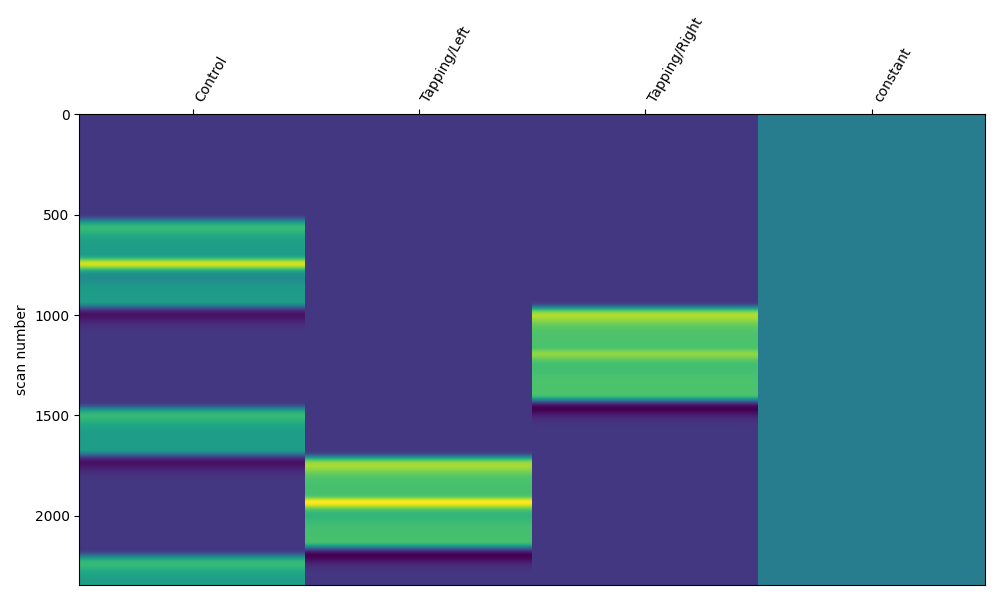 Control
Tapping/Left
Tapping/Right
constant
0
500
1000
1500
2000
scan number